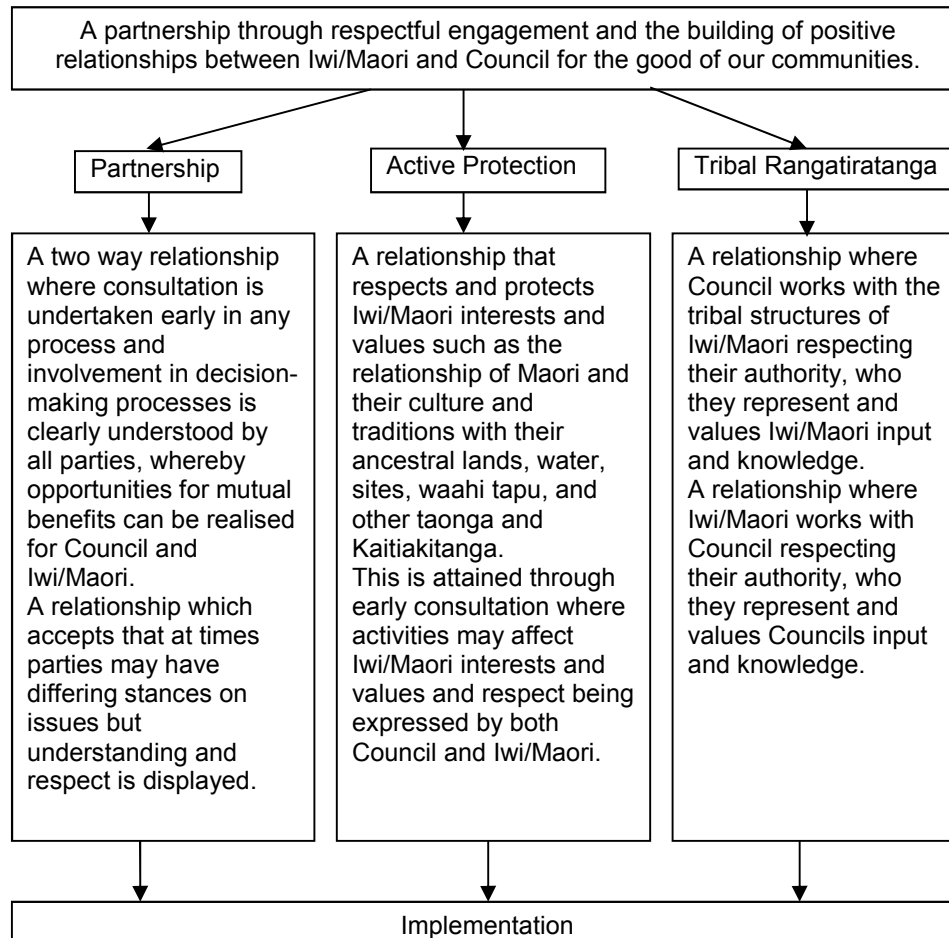 A partnership through respectful engagement and the building of positive
relationships between Iwi/Maori and Council for the good of our communities.
Partnership
Active Protection
Tribal Rangatiratanga
A two way relationship
where consultation is
undertaken early in any
process and
involvement in decision-
making processes is
clearly understood by
all parties, whereby
opportunities for mutual
benefits can be realised
for Council and
Iwi/Maori.
A relationship which
accepts that at times
parties may have
differing stances on
issues but
understanding and
respect is displayed.
A relationship that
respects and protects
Iwi/Maori interests and
values such as the
relationship of Maori and
their culture and
traditions with their
ancestral lands, water,
sites, waahi tapu, and
other taonga and
Kaitiakitanga.
This is attained through
early consultation where
activities may affect
Iwi/Maori interests and
values and respect being
expressed by both
Council and Iwi/Maori.
A relationship where
Council works with the
tribal structures of
Iwi/Maori respecting
their authority, who
they represent and
values Iwi/Maori input
and knowledge.
A relationship where
Iwi/Maori works with
Council respecting
their authority, who
they represent and
values Councils input
and knowledge.
Implementation